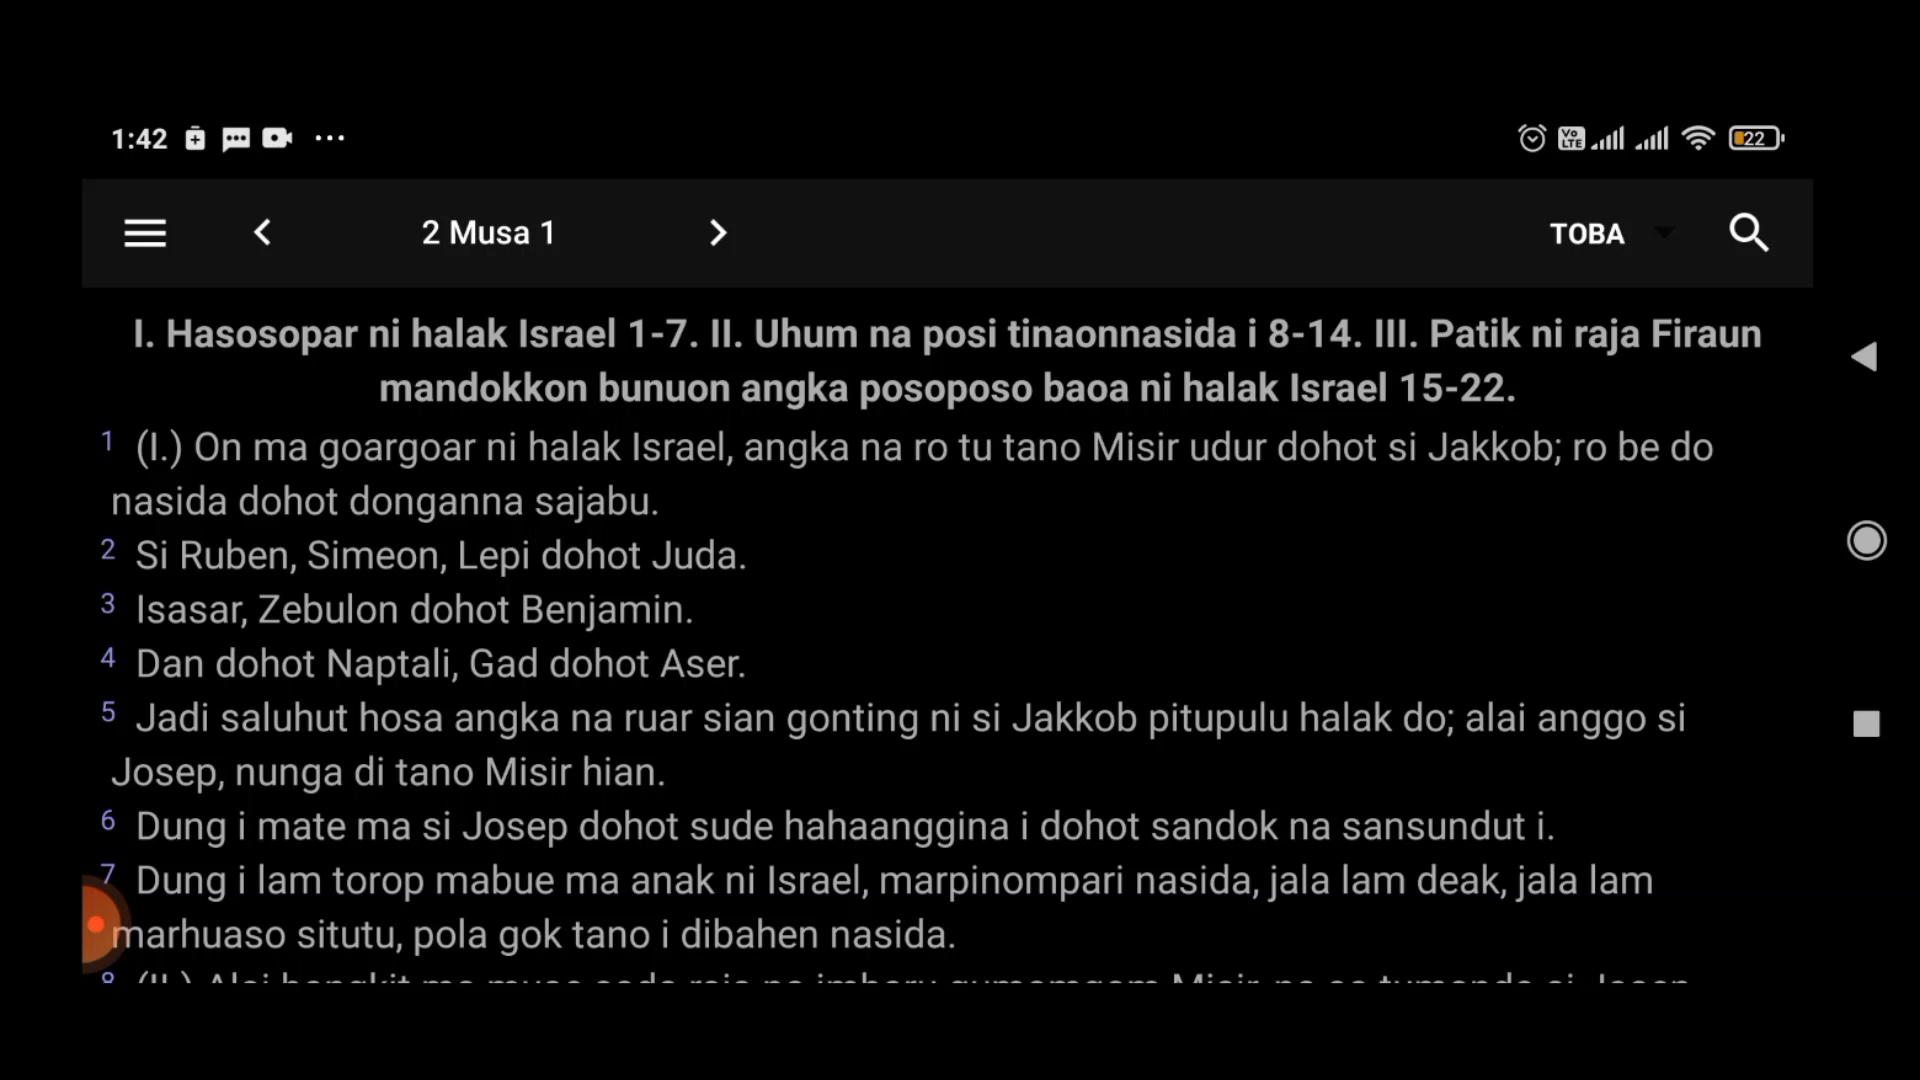 1:42
Vo LTE
22
2 Musa 1
TOBA
I. Hasosopar ni halak Israel 1-7. II. Uhum na posi tinaonnasida i 8-14. III. Patik ni raja Firaun
mandokkon bunuon angka posoposo baoa ni halak Israel 15-22.
1 (I.) On ma goargoar ni halak Israel, angka na ro tu tano Misir udur dohot si Jakkob; ro be do
nasida dohot donganna sajabu.
2 Si Ruben, Simeon, Lepi dohot Juda.
3 Isasar, Zebulon dohot Benjamin.
4 Dan dohot Naptali, Gad dohot Aser.
5 Jadi saluhut hosa angka na ruar sian gonting ni si Jakkob pitupulu halak do; alai anggo si
Josep, nunga di tano Misir hian.
6 Dung i mate ma si Josep dohot sude hahaanggina i dohot sandok na sansundut i.
7 Dung i lam torop mabue ma anak ni Israel, marpinompari nasida, jala lam deak, jala lam
marhuaso situtu, pola gok tano i dibahen nasida.